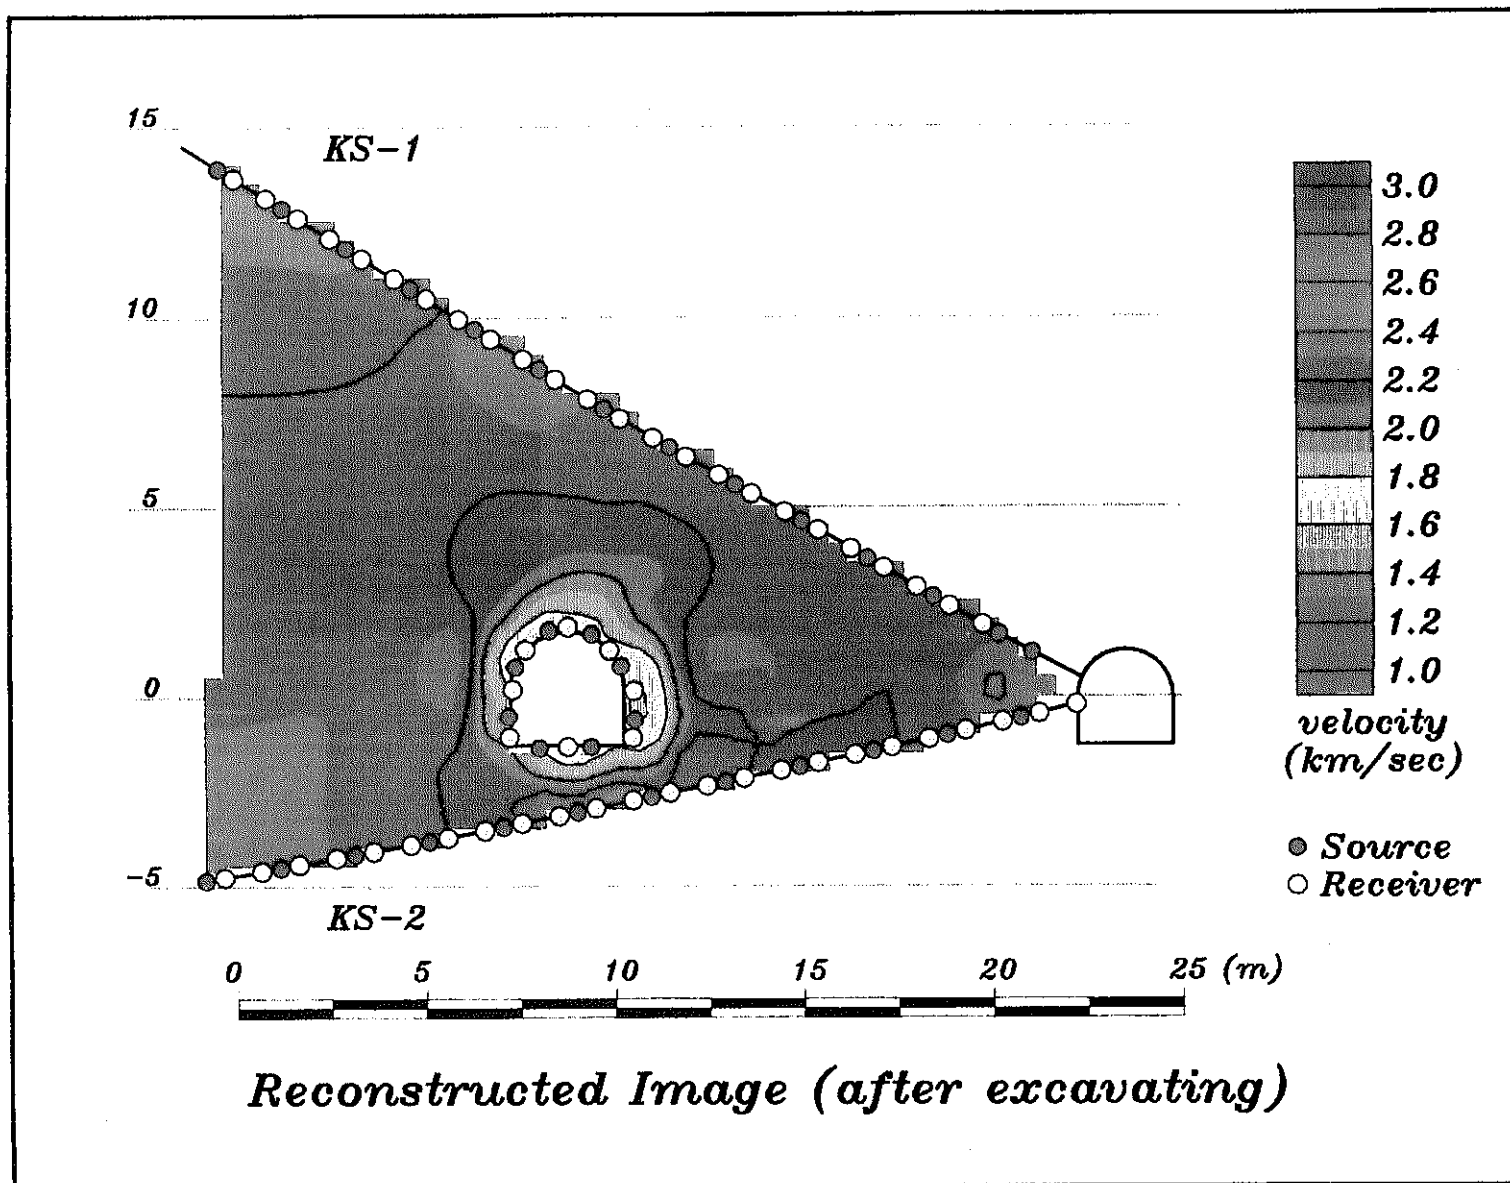 15
KS-1
10
5
0
-5
KS-2
3.0
2.8
2.6
2.4
2.2
2.0
1.8
1.6
1.4
1.2
1.0
velocity
(km/sec)
Source
Receiver
0 5 10 15 20 25 (m)
Reconstructed Image (after excavating)